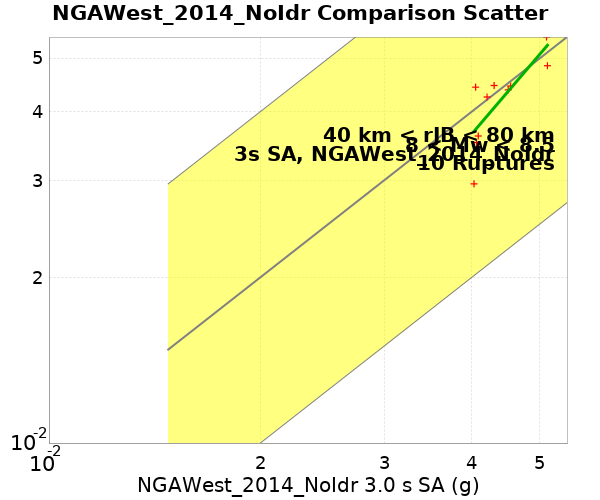 NGAWest_2014_NoIdr Comparison Scatter
5
4
40 km < rJB < 80 km
8 < Mw < 8.5
3s SA, NGAWest_2014_NoIdr
10 Ruptures
3
2
10-2
10-2
2
3
4
5
NGAWest_2014_NoIdr 3.0 s SA (g)